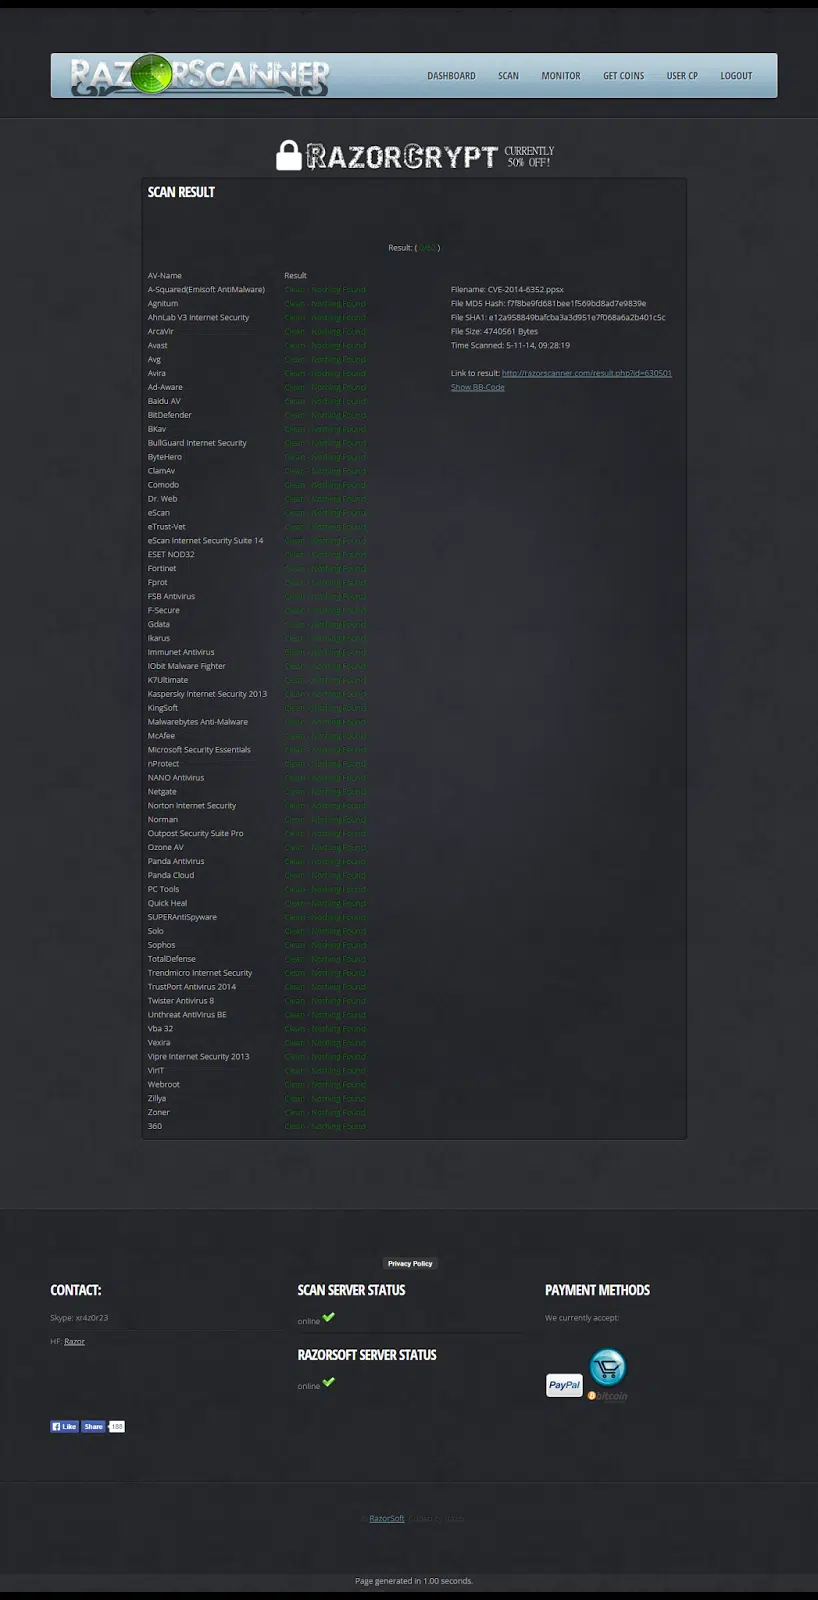 RAZORSCANNER
DASHBOARD SCAN MONITOR GET COINS USER CP LOGOUT
RAZORCRYPT CURRENTLY
50% OFF!
SCAN RESULT
Result: ( 0/62 )
AV-Name Result
A-Squared(Emisoft AntiMalware) Clean - Nothing Found Filename: CVE-2014-6352.ppsx
Agnitum Clean - Nothing Found File MD5 Hash: f7f8be9fd681bee1f569bd8ad7e9839e
AhnLab V3 Internet Security Clean - Nothing Found File SHA1: e12a958849bafcba3a3d951e7f068a6a2b401c5c
ArcaVir Clean - Nothing Found File Size: 4740561 Bytes
Avast Clean - Nothing Found Time Scanned: 5-11-14, 09:28:19
Avg Clean - Nothing Found
Avira Clean - Nothing Found Link to result: http://razorscanner.com/result.php?id=630501
Ad-Aware Clean - Nothing Found Show BB-Code
Baidu AV Clean - Nothing Found
BitDefender Clean - Nothing Found
BKav Clean - Nothing Found
BullGuard Internet Security Clean - Nothing Found
ByteHero Clean - Nothing Found
ClamAv Clean - Nothing Found
Comodo Clean - Nothing Found
Dr. Web Clean - Nothing Found
eScan Clean - Nothing Found
eTrust-Vet Clean - Nothing Found
eScan Internet Security Suite 14 Clean - Nothing Found
ESET NOD32 Clean - Nothing Found
Fortinet Clean - Nothing Found
Fprot Clean - Nothing Found
FSB Antivirus Clean - Nothing Found
F-Secure Clean - Nothing Found
Gdata Clean - Nothing Found
Ikarus Clean - Nothing Found
Immunet Antivirus Clean - Nothing Found
IObit Malware Fighter Clean - Nothing Found
K7Ultimate Clean - Nothing Found
Kaspersky Internet Security 2013 Clean - Nothing Found
KingSoft Clean - Nothing Found
Malwarebytes Anti-Malware Clean - Nothing Found
McAfee Clean - Nothing Found
Microsoft Security Essentials Clean - Nothing Found
nProtect Clean - Nothing Found
NANO Antivirus Clean - Nothing Found
Netgate Clean - Nothing Found
Norton Internet Security Clean - Nothing Found
Norman Clean - Nothing Found
Outpost Security Suite Pro Clean - Nothing Found
Ozone AV Clean - Nothing Found
Panda Antivirus Clean - Nothing Found
Panda Cloud Clean - Nothing Found
PC Tools Clean - Nothing Found
Quick Heal Clean - Nothing Found
SUPERAntiSpyware Clean - Nothing Found
Solo Clean - Nothing Found
Sophos Clean - Nothing Found
TotalDefense Clean - Nothing Found
Trendmicro Internet Security Clean - Nothing Found
TrustPort Antivirus 2014 Clean - Nothing Found
Twister Antivirus 8 Clean - Nothing Found
Unthreat AntiVirus BE Clean - Nothing Found
Vba 32 Clean - Nothing Found
Vexira Clean - Nothing Found
Vipre Internet Security 2013 Clean - Nothing Found
VirIT Clean - Nothing Found
Webroot Clean - Nothing Found
Zillya Clean - Nothing Found
Zoner Clean - Nothing Found
360 Clean - Nothing Found
Privacy Policy
CONTACT: SCAN SERVER STATUS PAYMENT METHODS
Skype: xr4z0r23 online We currently accept:
HF: Razor
RAZORSOFT SERVER STATUS
online
PayPal bitcoin
Like Share 188
© RazorSoft
Page generated in 1.00 seconds.